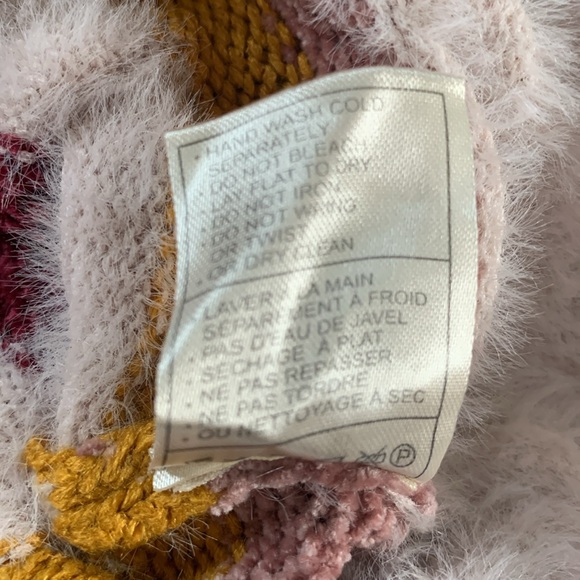 • HAND WASH COLD
SEPARATELY
• DO NOT BLEACH
• LAY FLAT TO DRY
• DO NOT IRON
• DO NOT WRING
OR TWIST
• OR DRY CLEAN
• LAVER À LA MAIN
SÉPARÉMENT À FROID
• PAS D'EAU DE JAVEL
• SÉCHAGE À PLAT
• NE PAS REPASSER
• NE PAS TORDRE
• OU NETTOYAGE À SEC
P